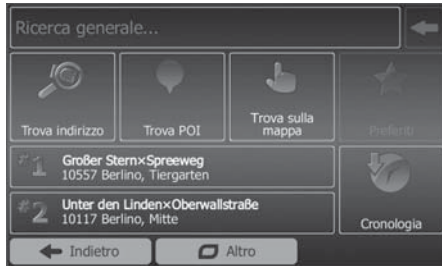 Ricerca generale...
Trova indirizzo
Trova POI
Trova sulla
mappa
Preferiti
#1 Großer Stern×Spreeweg
10557 Berlino, Tiergarten
#2 Unter den Linden×Oberwallstraße
10117 Berlino, Mitte
Cronologia
Indietro
Altro